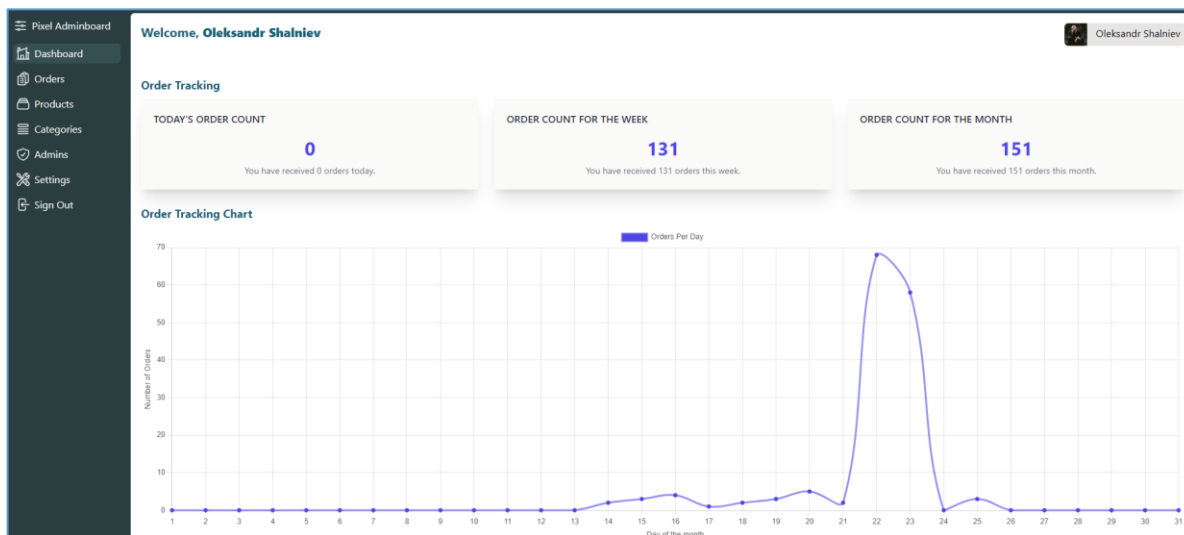 Pixel Adminboard
Dashboard
Orders
Products
Categories
Admins
Settings
Sign Out
Welcome, Oleksandr Shalniev
Oleksandr Shalniev
Order Tracking
TODAY'S ORDER COUNT
0
You have received 0 orders today.
ORDER COUNT FOR THE WEEK
131
You have received 131 orders this week.
ORDER COUNT FOR THE MONTH
151
You have received 151 orders this month.
Order Tracking Chart
Orders Per Day
Number of Orders
70
60
50
40
30
20
10
0
1 2 3 4 5 6 7 8 9 10 11 12 13 14 15 16 17 18 19 20 21 22 23 24 25 26 27 28 29 30 31
Day of the month